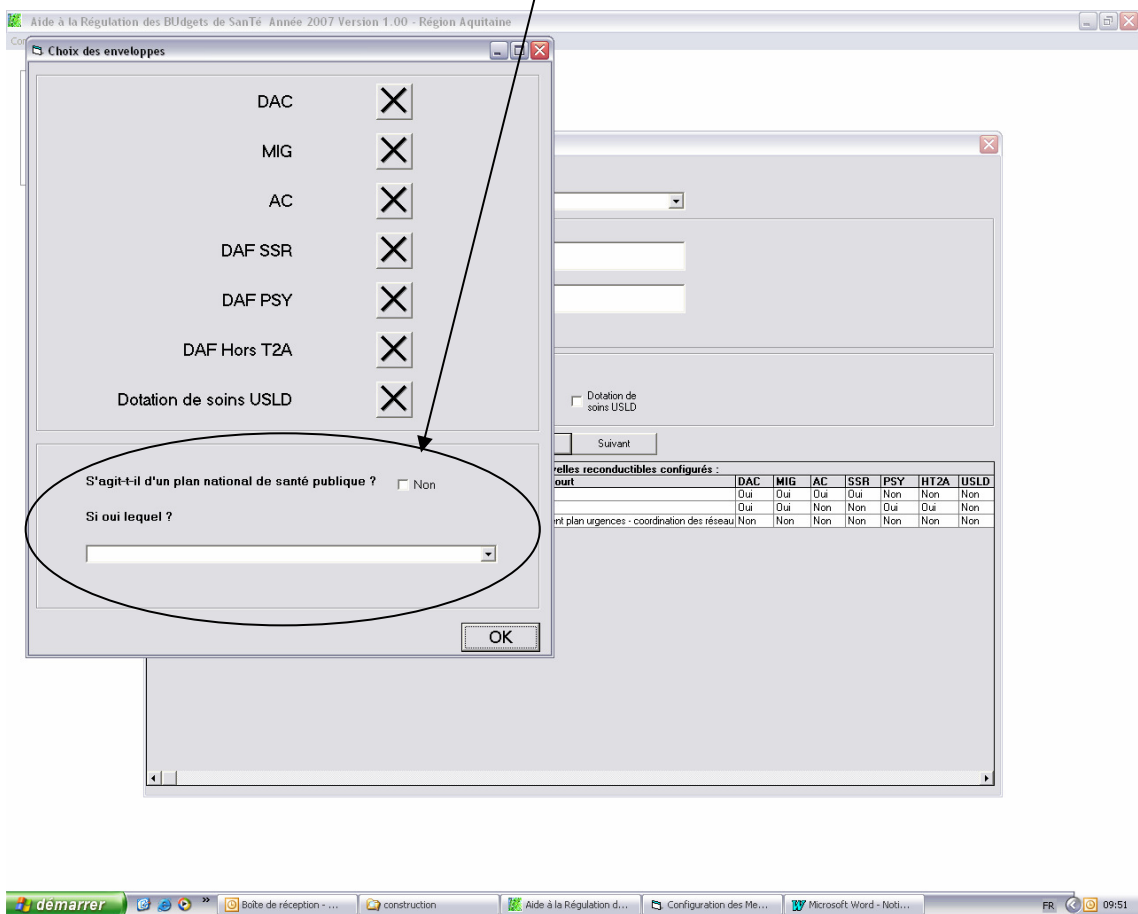 Aide à la Régulation des BUdgets de SanTé Année 2007 Version 1.00 - Région Aquitaine
Choix des enveloppes
DAC
MIG
AC
DAF SSR
DAF PSY
DAF Hors T2A
Dotation de soins USLD
S'agit-t-il d'un plan national de santé publique ? Non
Si oui lequel ?
OK
Dotation de
soins USLD
Suivant
velles reconductibles configurés :
ourt DAC MIG AC SSR PSY HT2A USLD
Oui Oui Oui Oui Non Non Non
Oui Oui Non Non Oui Oui Non
ent plan urgences - coordination des réseau Non Non Non Non Non Non Non
démarrer
Boîte de réception - ...
construction
Aide à la Régulation d...
Configuration des Me...
Microsoft Word - Noti...
FR
09:51